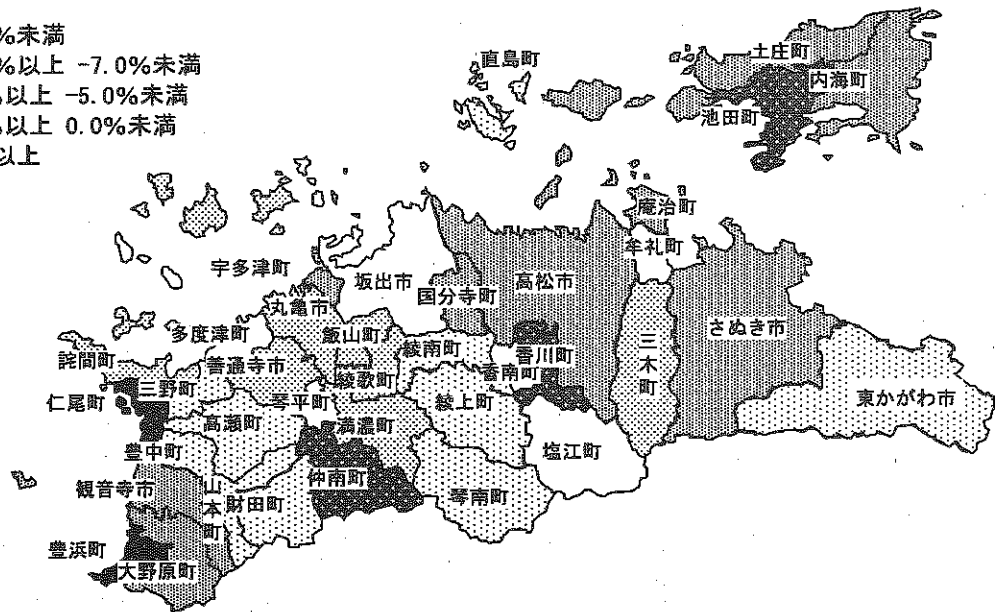 %未満
%以上 -7.0%未満
%以上 -5.0%未満
%以上 0.0%未満
以上
直島町
土庄町
内海町
池田町
庵治町
牟礼町
宇多津町
坂出市
国分寺町
高松市
丸亀市
多度津町
飯山町
綾南町
香川町
香南町
三木町
さぬき市
東かがわ市
詫間町
善通寺市
綾歌町
三野町
仁尾町
琴平町
綾上町
高瀬町
満濃町
塩江町
豊中町
仲南町
琴南町
観音寺市
山本町
財田町
豊浜町
大野原町